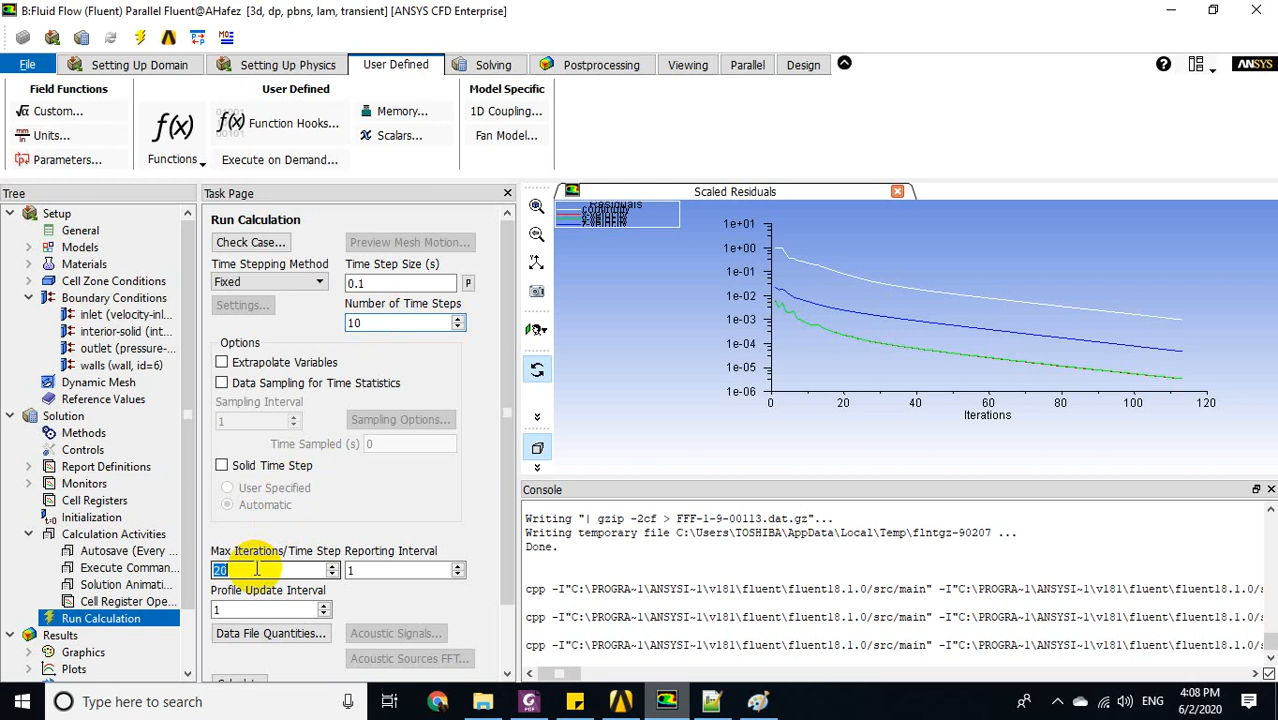 B:Fluid Flow (Fluent) Parallel Fluent@AHafez [3d, dp, pbns, lam, transient] [ANSYS CFD Enterprise]
File Setting Up Domain Setting Up Physics User Defined Solving Postprocessing Viewing Parallel Design ANSYS
Field Functions User Defined Model Specific
Custom... Function Hooks... Memory... 1D Coupling...
Units... f(x) Scalars... Fan Model...
Parameters... Functions Execute on Demand...
Tree
Setup
General
Models
Materials
Cell Zone Conditions
Boundary Conditions
inlet (velocity-inl...
interior-solid (int...
outlet (pressure-...
walls (wall, id=6)
Dynamic Mesh
Reference Values
Solution
Methods
Controls
Report Definitions
Monitors
Cell Registers
Initialization
Calculation Activities
Autosave (Every ...
Execute Comman...
Solution Animati...
Cell Register Ope...
Run Calculation
Results
Graphics
Plots
Task Page
Run Calculation
Check Case... Preview Mesh Motion...
Time Stepping Method Time Step Size (s)
Fixed 0.1 P
Settings... Number of Time Steps
10
Options
Extrapolate Variables
Data Sampling for Time Statistics
Sampling Interval
1 Sampling Options...
Time Sampled (s) 0
Solid Time Step
User Specified
Automatic
Max Iterations/Time Step Reporting Interval
20 1
Profile Update Interval
1
Data File Quantities... Acoustic Signals...
Acoustic Sources FFT...
Scaled Residuals
Residuals
continuity
x-velocity
y-velocity
z-velocity
1e+01
1e+00
1e-01
1e-02
1e-03
1e-04
1e-05
1e-06
0 20 40 60 80 100 120
Iterations
Console
Writing "| gzip -2cf > FFF-1-9-00113.dat.gz"...
Writing temporary file C:\Users\TOSHIBA\AppData\Local\Temp\flntgz-90207 ...
Done.
cpp -I"C:\PROGRA~1\ANSYSI~1\v181\fluent\fluent18.1.0/src/main" -I"C:\PROGRA~1\ANSYSI~1\v181\fluent\fluent18.1.0/s
cpp -I"C:\PROGRA~1\ANSYSI~1\v181\fluent\fluent18.1.0/src/main" -I"C:\PROGRA~1\ANSYSI~1\v181\fluent\fluent18.1.0/s
cpp -I"C:\PROGRA~1\ANSYSI~1\v181\fluent\fluent18.1.0/src/main" -I"C:\PROGRA~1\ANSYSI~1\v181\fluent\fluent18.1.0/s
Type here to search
ENG
4:08 PM
6/2/2020